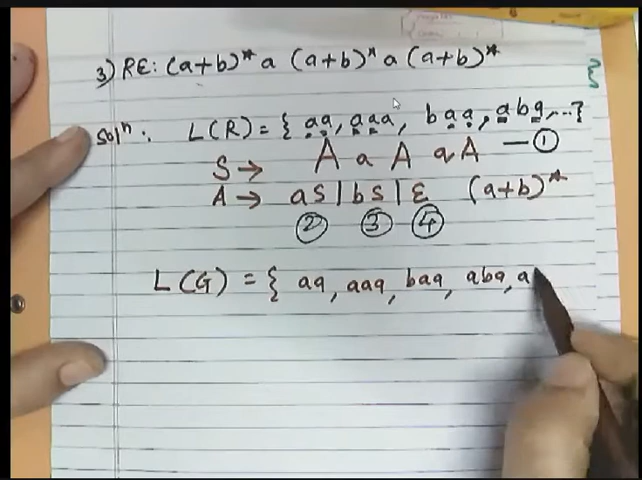 3) RE: (a+b)* a (a+b)* a (a+b)*
Solⁿ: L(R) = { aa, aaa, baa, aba, ...}
S → A a A a A — ①
A → aS | bS | ε (a+b)*
② ③ ④
L(G) = { aa, aaa, baa, aba, a